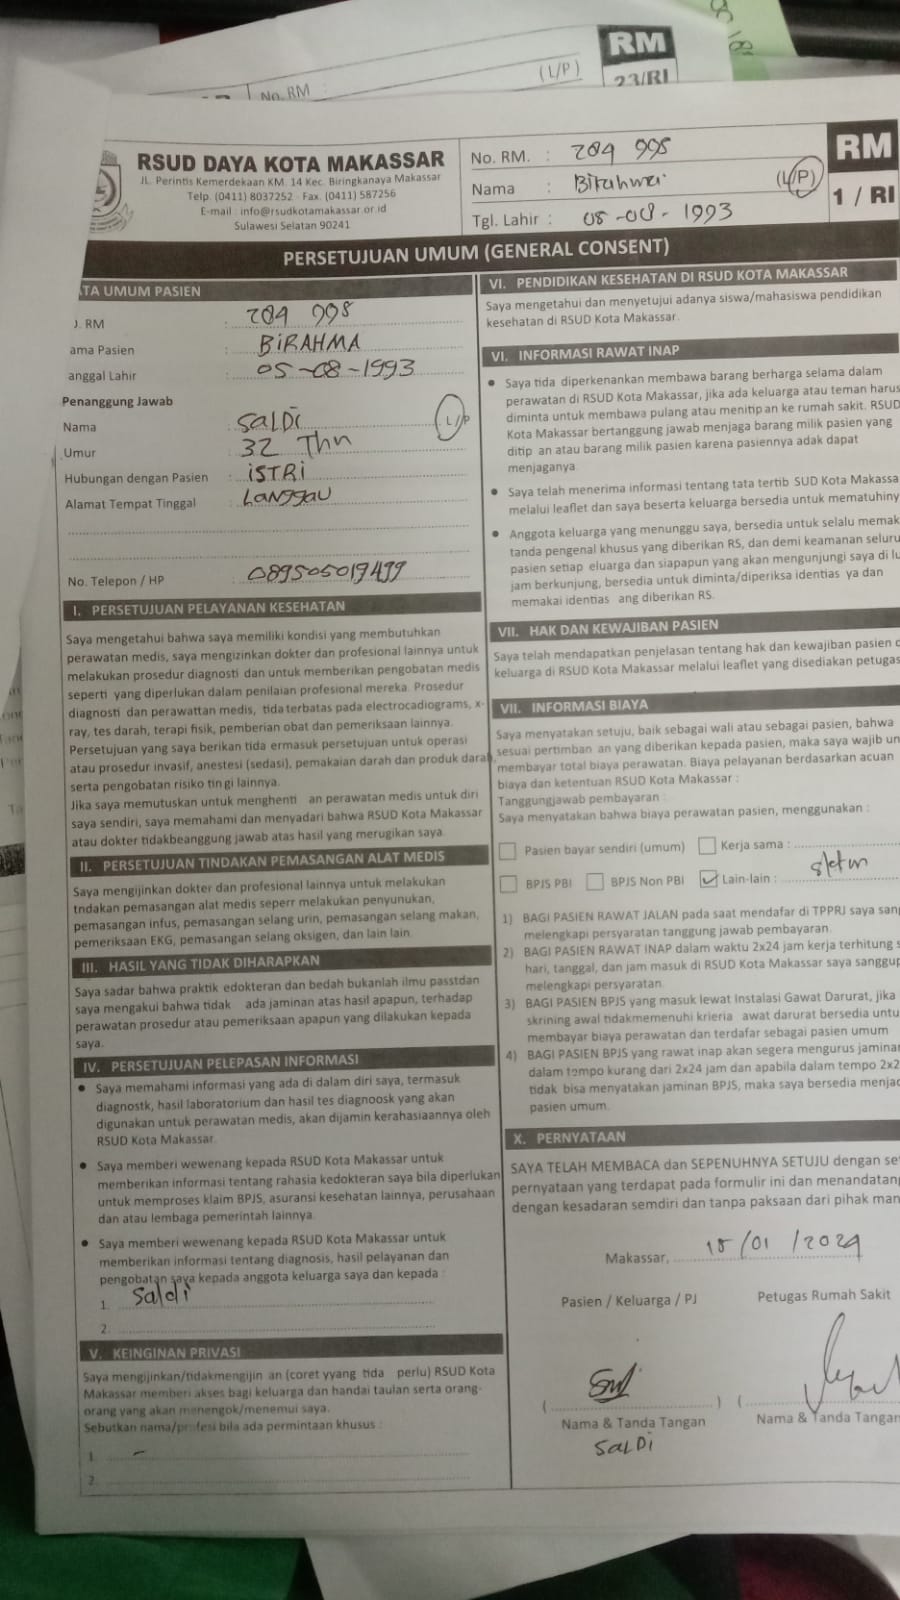 RM
23/RI
No. RM :
(L/P)
RSUD DAYA KOTA MAKASSAR
JL. Perintis Kemerdekaan KM. 14 Kec. Biringkanaya Makassar
Telp. (0411) 8037252 Fax. (0411) 587256
E-mail : info@rsudkotamakassar.or.id
Sulawesi Selatan 90241
No. RM. : 284 998
Nama : (L/P)
Tgl. Lahir : 05-08-1993
RM
1 / RI
PERSETUJUAN UMUM (GENERAL CONSENT)
TA UMUM PASIEN
. RM : 284 998
ama Pasien : BIRAHMA
anggal Lahir : 05-08-1993
Penanggung Jawab
Nama : SALDI L/P
Umur : 32 Thn
Hubungan dengan Pasien : ISTRI
Alamat Tempat Tinggal : LANGGAU
No. Telepon / HP : 089505019499
I. PERSETUJUAN PELAYANAN KESEHATAN
Saya mengetahui bahwa saya memiliki kondisi yang membutuhkan
perawatan medis, saya mengizinkan dokter dan profesional lainnya untuk
melakukan prosedur diagnosti dan untuk memberikan pengobatan medis
seperti yang diperlukan dalam penilaian profesional mereka. Prosedur
diagnosti dan perawattan medis, tida terbatas pada electrocadiograms, x-
ray, tes darah, terapi fisik, pemberian obat dan pemeriksaan lainnya.
Persetujuan yang saya berikan tida ermasuk persetujuan untuk operasi
atau prosedur invasif, anestesi (sedasi), pemakaian darah dan produk darah,
serta pengobatan risiko tin gi lainnya.
Jika saya memutuskan untuk menghenti an perawatan medis untuk diri
saya sendiri, saya memahami dan menyadari bahwa RSUD Kota Makassar
atau dokter tidakbeanggung jawab atas hasil yang merugikan saya.
II. PERSETUJUAN TINDAKAN PEMASANGAN ALAT MEDIS
Saya mengijinkan dokter dan profesional lainnya untuk melakukan
tndakan pemasangan alat medis seperr melakukan penyunukan,
pemasangan infus, pemasangan selang urin, pemasangan selang makan,
pemeriksaan EKG, pemasangan selang oksigen, dan lain lain.
III. HASIL YANG TIDAK DIHARAPKAN
Saya sadar bahwa praktik edokteran dan bedah bukanlah ilmu passtdan
saya mengakui bahwa tidak ada jaminan atas hasil apapun, terhadap
perawatan prosedur atau pemeriksaan apapun yang dilakukan kepada
saya.
IV. PERSETUJUAN PELEPASAN INFORMASI
● Saya memahami informasi yang ada di dalam diri saya, termasuk
diagnostk, hasil laboratorium dan hasil tes diagnoosk yang akan
digunakan untuk perawatan medis, akan dijamin kerahasiaannya oleh
RSUD Kota Makassar.
● Saya memberi wewenang kepada RSUD Kota Makassar untuk
memberikan informasi tentang rahasia kedokteran saya bila diperlukan
untuk memproses klaim BPJS, asuransi kesehatan lainnya, perusahaan
dan atau lembaga pemerintah lainnya.
● Saya memberi wewenang kepada RSUD Kota Makassar untuk
memberikan informasi tentang diagnosis, hasil pelayanan dan
pengobatan saya kepada anggota keluarga saya dan kepada :
1. Saldi
2.
V. KEINGINAN PRIVASI
Saya mengijinkan/tidakmengijin an (coret yyang tida perlu) RSUD Kota
Makassar memberi akses bagi keluarga dan handai taulan serta orang-
orang yang akan menengok/menemui saya.
Sebutkan nama/profesi bila ada permintaan khusus :
1. -
2.
VI. PENDIDIKAN KESEHATAN DI RSUD KOTA MAKASSAR
Saya mengetahui dan menyetujui adanya siswa/mahasiswa pendidikan
kesehatan di RSUD Kota Makassar.
VI. INFORMASI RAWAT INAP
● Saya tida diperkenankan membawa barang berharga selama dalam
perawatan di RSUD Kota Makassar, jika ada keluarga atau teman harus
diminta untuk membawa pulang atau menitip an ke rumah sakit. RSUD
Kota Makassar bertanggung jawab menjaga barang milik pasien yang
ditip an atau barang milik pasien karena pasiennya adak dapat
menjaganya.
● Saya telah menerima informasi tentang tata tertib SUD Kota Makassa
melalui leaflet dan saya beserta keluarga bersedia untuk mematuhiny
● Anggota keluarga yang menunggu saya, bersedia untuk selalu memak
tanda pengenal khusus yang diberikan RS, dan demi keamanan seluru
pasien setiap eluarga dan siapapun yang akan mengunjungi saya di lu
jam berkunjung, bersedia untuk diminta/diperiksa identias ya dan
memakai identias ang diberikan RS.
VII. HAK DAN KEWAJIBAN PASIEN
Saya telah mendapatkan penjelasan tentang hak dan kewajiban pasien d
keluarga di RSUD Kota Makassar melalui leaflet yang disediakan petugas
VII. INFORMASI BIAYA
Saya menyatakan setuju, baik sebagai wali atau sebagai pasien, bahwa
sesuai pertimban an yang diberikan kepada pasien, maka saya wajib un
membayar total biaya perawatan. Biaya pelayanan berdasarkan acuan
biaya dan ketentuan RSUD Kota Makassar :
Tanggungjawab pembayaran :
Saya menyatakan bahwa biaya perawatan pasien, menggunakan :
Pasien bayar sendiri (umum) Kerja sama :
BPJS PBI BPJS Non PBI Lain-lain :
1) BAGI PASIEN RAWAT JALAN pada saat mendafar di TPPRJ saya sang
melengkapi persyaratan tanggung jawab pembayaran.
2) BAGI PASIEN RAWAT INAP dalam waktu 2x24 jam kerja terhitung s
hari, tanggal, dan jam masuk di RSUD Kota Makassar saya sanggup
melengkapi persyaratan.
3) BAGI PASIEN BPJS yang masuk lewat Instalasi Gawat Darurat, jika
skrining awal tidakmemenuhi krieria awat darurat bersedia untu
membayar biaya perawatan dan terdafar sebagai pasien umum
4) BAGI PASIEN BPJS yang rawat inap akan segera mengurus jaminar
dalam tempo kurang dari 2x24 jam dan apabila dalam tempo 2x2
tidak bisa menyatakan jaminan BPJS, maka saya bersedia menjac
pasien umum.
X. PERNYATAAN
SAYA TELAH MEMBACA dan SEPENUHNYA SETUJU dengan se
pernyataan yang terdapat pada formulir ini dan menandatang
dengan kesadaran semdiri dan tanpa paksaan dari pihak man
Makassar, 18/01/2024
Pasien / Keluarga / PJ Petugas Rumah Sakit
( ) (
Nama & Tanda Tangan Nama & Tanda Tangan
SALDI